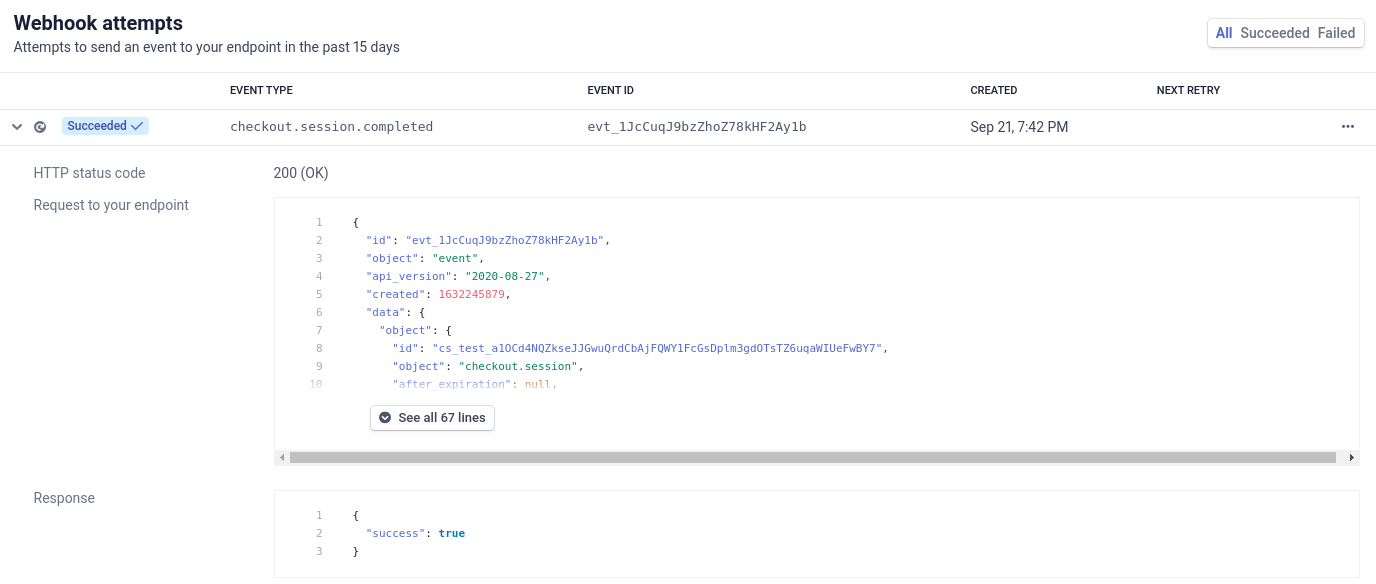 Webhook attempts
Attempts to send an event to your endpoint in the past 15 days
All Succeeded Failed
EVENT TYPE EVENT ID CREATED NEXT RETRY
Succeeded checkout.session.completed evt_1JcCuqJ9bzZhoZ78kHF2Ay1b Sep 21, 7:42 PM
HTTP status code 200 (OK)
Request to your endpoint
1 {
2 "id": "evt_1JcCuqJ9bzZhoZ78kHF2Ay1b",
3 "object": "event",
4 "api_version": "2020-08-27",
5 "created": 1632245879,
6 "data": {
7 "object": {
8 "id": "cs_test_a1OCd4NQZkseJJGwuQrdCbAjFQWY1FcGsDplm3gdOTsTZ6uqaWIUeFwBY7",
9 "object": "checkout.session",
10 "after_expiration": null,
See all 67 lines
Response
1 {
2 "success": true
3 }